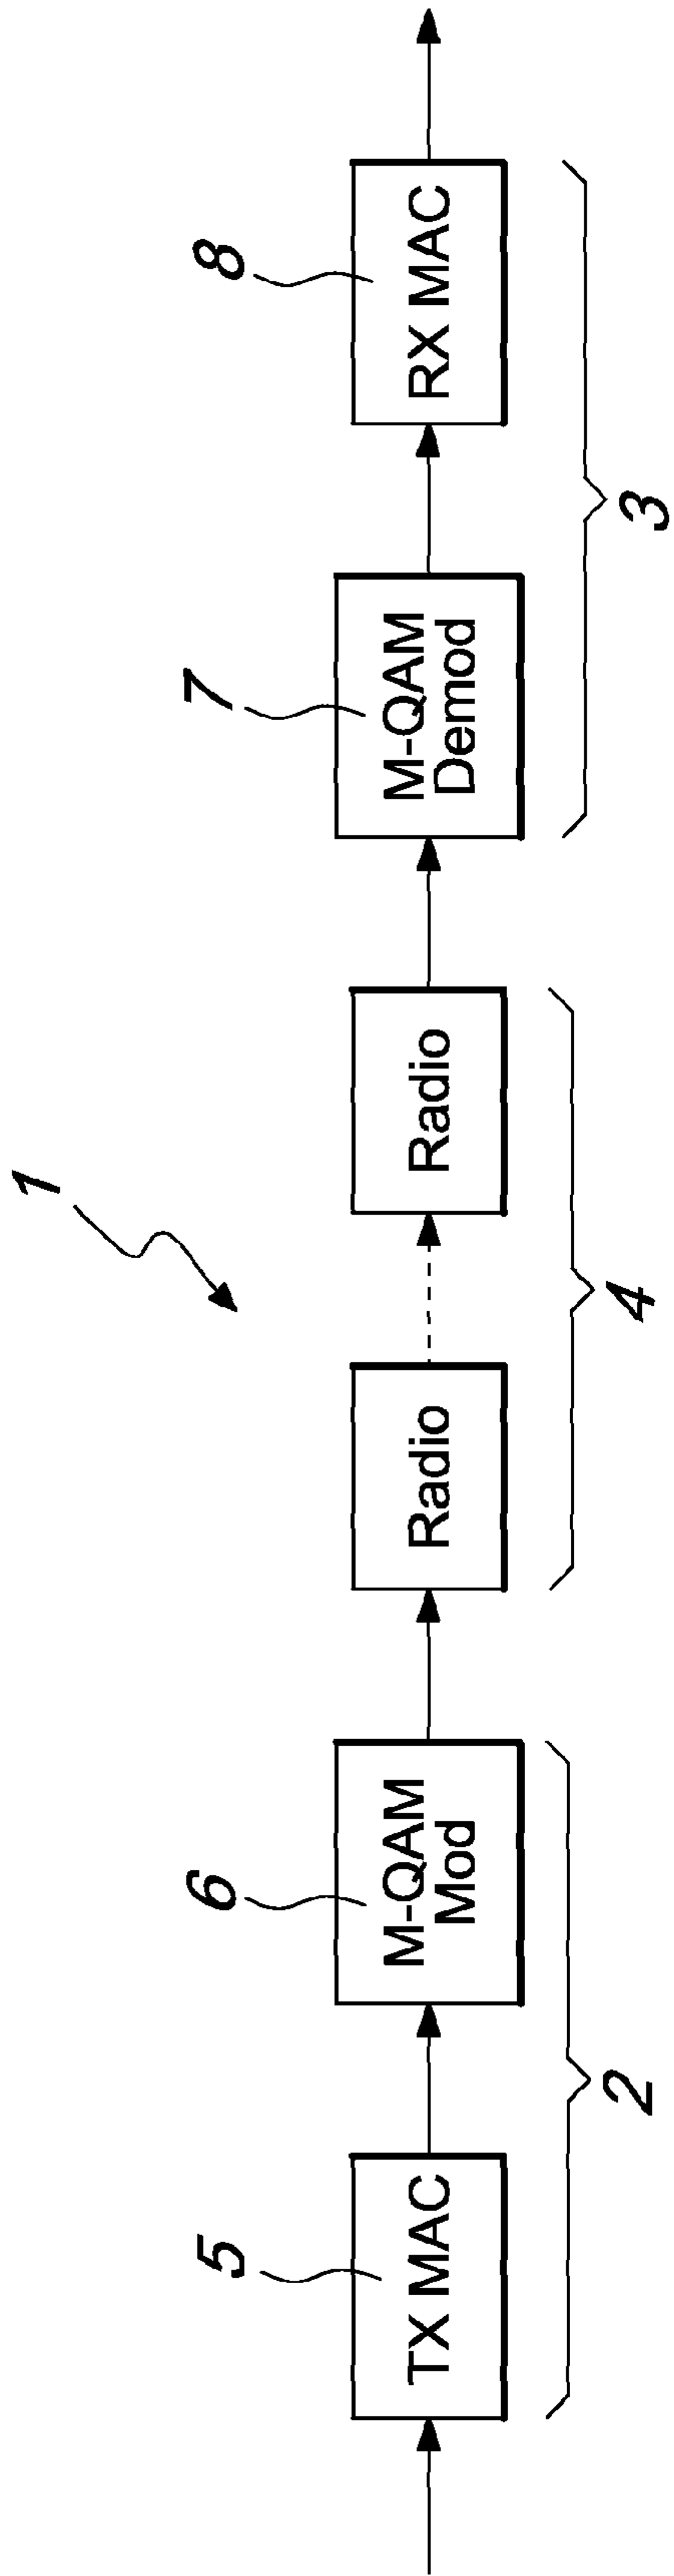 1
5
TX MAC
6
M-QAM
Mod
Radio
Radio
7
M-QAM
Demod
8
RX MAC
2
4
3